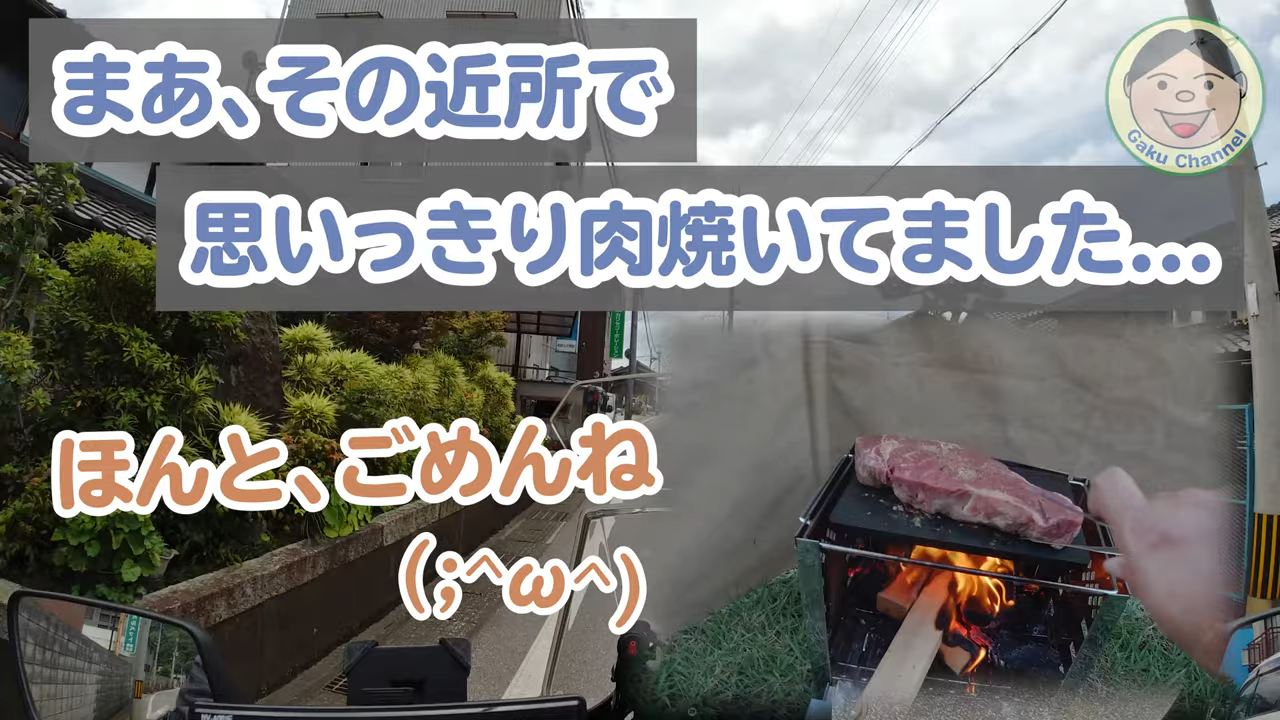 まあ、その近所で
思いっきり肉焼いてました...
ほんと、ごめんね
(;^ω^)
Gaku Channel